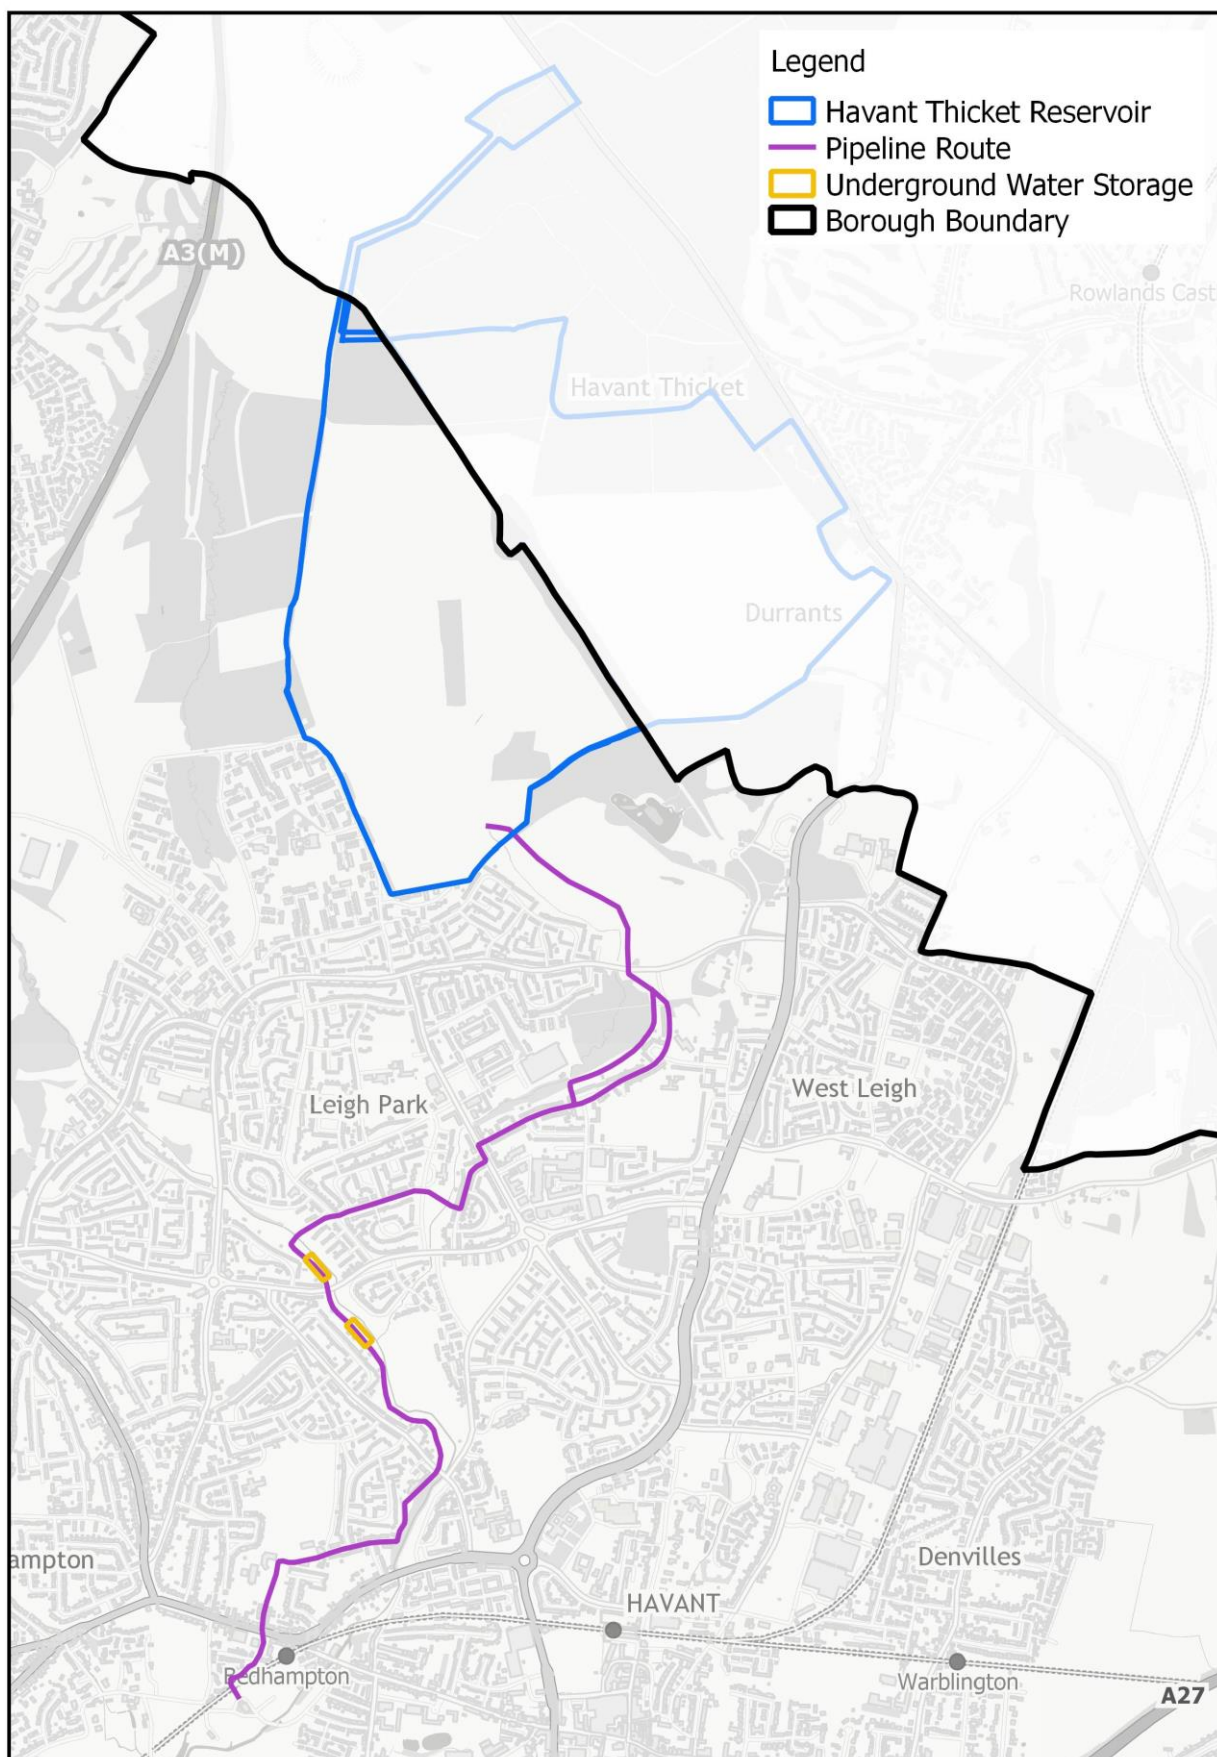 Legend
Havant Thicket Reservoir
Pipeline Route
Underground Water Storage
Borough Boundary
A3(M)
Rowlands Cast
Havant Thicket
Durrants
West Leigh
Leigh Park
ampton
Denvilles
HAVANT
Bedhampton
Warblington
A27